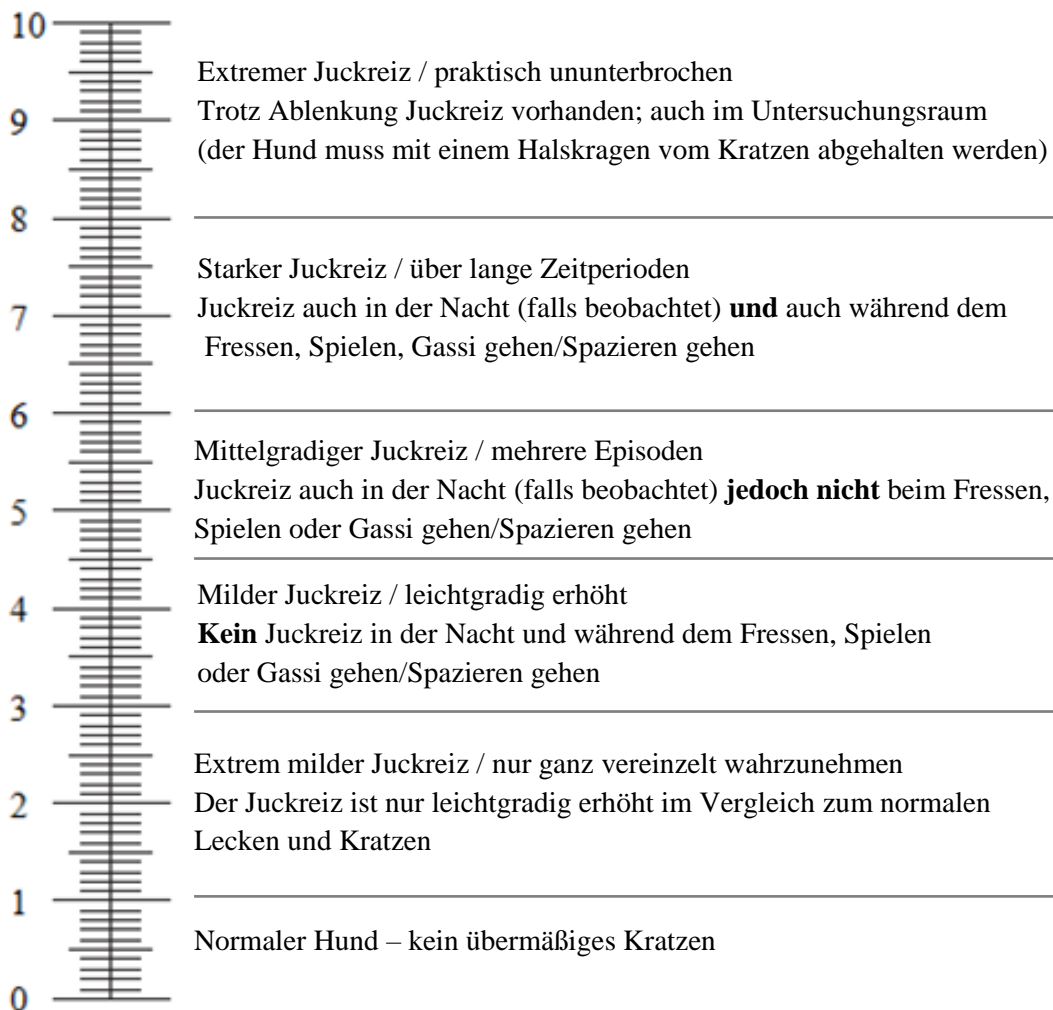 10
Extremer Juckreiz / praktisch ununterbrochen
9
Trotz Ablenkung Juckreiz vorhanden; auch im Untersuchungsraum
(der Hund muss mit einem Halskragen vom Kratzen abgehalten werden)
8
Starker Juckreiz / über lange Zeitperioden
7
Juckreiz auch in der Nacht (falls beobachtet) und auch während dem
Fressen, Spielen, Gassi gehen/Spazieren gehen
6
Mittelgradiger Juckreiz / mehrere Episoden
Juckreiz auch in der Nacht (falls beobachtet) jedoch nicht beim Fressen,
5
Spielen oder Gassi gehen/Spazieren gehen
Milder Juckreiz / leichtgradig erhöht
4
Kein Juckreiz in der Nacht und während dem Fressen, Spielen
oder Gassi gehen/Spazieren gehen
3
Extrem milder Juckreiz / nur ganz vereinzelt wahrzunehmen
2
Der Juckreiz ist nur leichtgradig erhöht im Vergleich zum normalen
Lecken und Kratzen
1
Normaler Hund – kein übermäßiges Kratzen
0